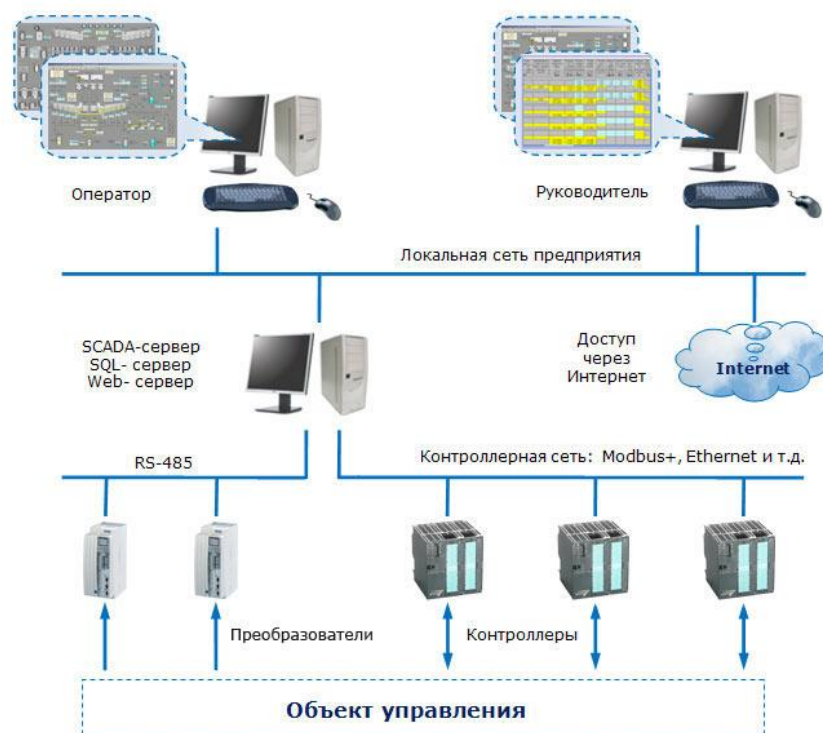 Оператор
Руководитель
Локальная сеть предприятия
SCADA-сервер
SQL- сервер
Web- сервер
Доступ
через
Интернет
Internet
RS-485
Контроллерная сеть: Modbus+, Ethernet и т.д.
Преобразователи
Контроллеры
Объект управления